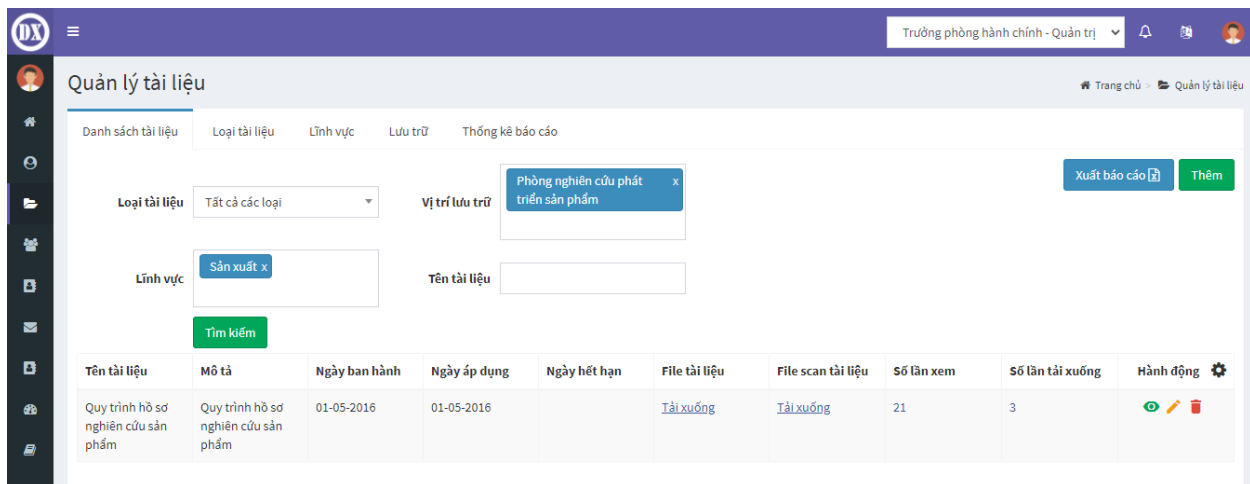 DX
Trưởng phòng hành chính - Quản trị
Quản lý tài liệu
Trang chủ > Quản lý tài liệu
Danh sách tài liệu
Loại tài liệu
Lĩnh vực
Lưu trữ
Thống kê báo cáo
Xuất báo cáo
Thêm
Loại tài liệu
Tất cả các loại
Vị trí lưu trữ
Phòng nghiên cứu phát x
triển sản phẩm
Lĩnh vực
Sản xuất x
Tên tài liệu
Tìm kiếm
Tên tài liệu Mô tả Ngày ban hành Ngày áp dụng Ngày hết hạn File tài liệu File scan tài liệu Số lần xem Số lần tải xuống Hành động
Quy trình hồ sơ Quy trình hồ sơ 01-05-2016 01-05-2016 Tải xuống Tải xuống 21 3
nghiên cứu sản nghiên cứu sản
phẩm phẩm